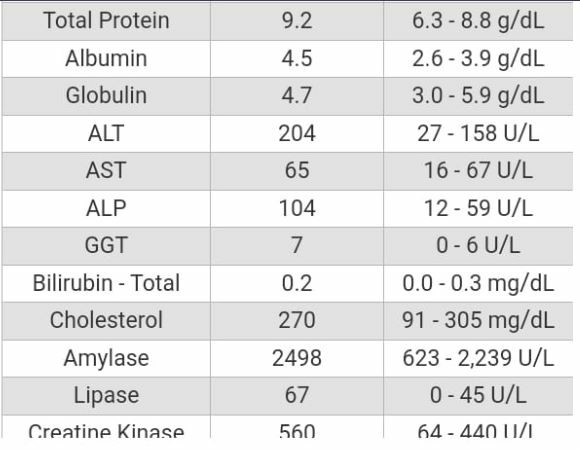 Total Protein 9.2 6.3 - 8.8 g/dL
Albumin 4.5 2.6 - 3.9 g/dL
Globulin 4.7 3.0 - 5.9 g/dL
ALT 204 27 - 158 U/L
AST 65 16 - 67 U/L
ALP 104 12 - 59 U/L
GGT 7 0 - 6 U/L
Bilirubin - Total 0.2 0.0 - 0.3 mg/dL
Cholesterol 270 91 - 305 mg/dL
Amylase 2498 623 - 2,239 U/L
Lipase 67 0 - 45 U/L
Creatine Kinase 560 64 - 440 U/L